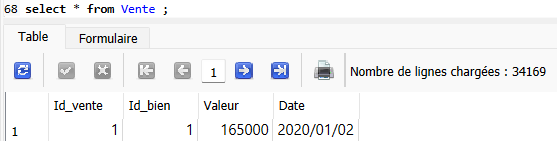 68 select * from Vente ;
Table Formulaire
1 Nombre de lignes chargées : 34169
Id_vente Id_bien Valeur Date
1 1 1 165000 2020/01/02